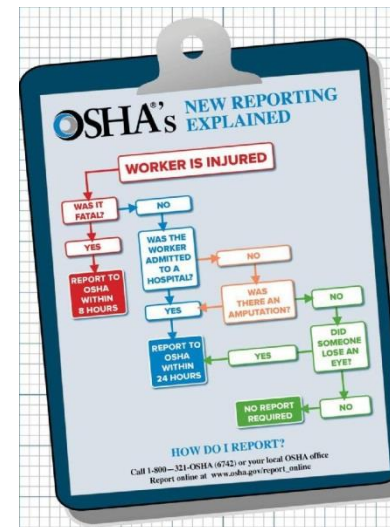 OSHA®'s NEW REPORTING
EXPLAINED
WORKER IS INJURED
WAS IT
FATAL?
NO
YES
WAS THE
WORKER
ADMITTED
TO A
HOSPITAL?
NO
REPORT TO
OSHA
WITHIN
8 HOURS
YES
WAS
THERE AN
AMPUTATION?
NO
REPORT TO
OSHA
WITHIN
24 HOURS
YES
DID
SOMEONE
LOSE AN
EYE?
NO REPORT
REQUIRED
NO
HOW DO I REPORT?
Call 1-800—321-OSHA (6742) or your local OSHA office
Report online at www.osha.gov/report_online